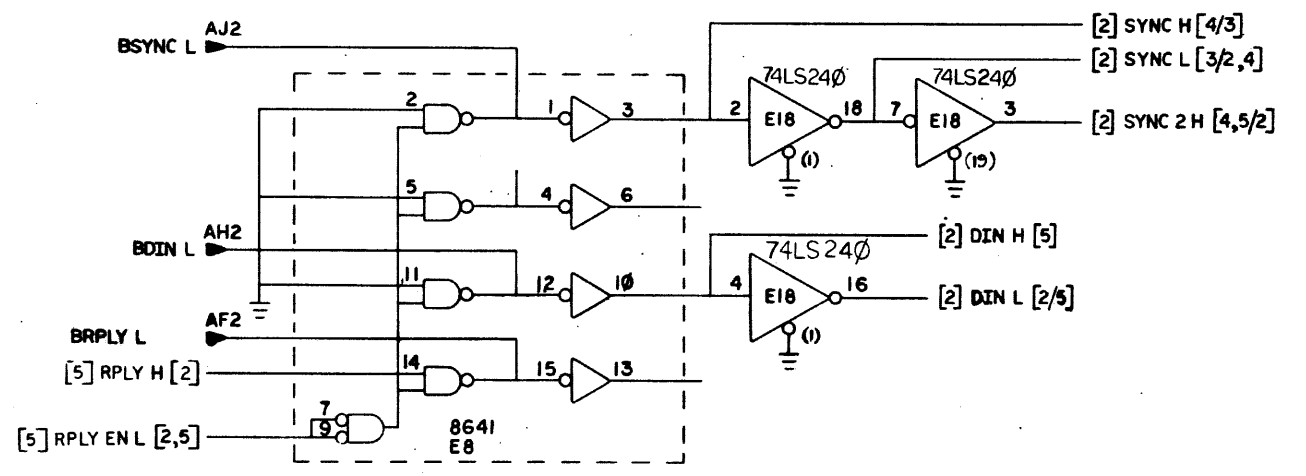 AJ2
BSYNC L
[2] SYNC H [4/3]
[2] SYNC L [3/2,4]
74LS240
74LS240
2
1
3
2
E18
18
7
E18
3
[2] SYNC 2 H [4,5/2]
(1)
(19)
5
4
6
AH2
BDIN L
[2] DIN H [5]
74LS240
11
12
10
4
E18
16
[2] DIN L [2/5]
AF2
BRPLY L
(1)
14
15
13
[5] RPLY H [2]
7
9
[5] RPLY EN L [2,5]
8641
E8